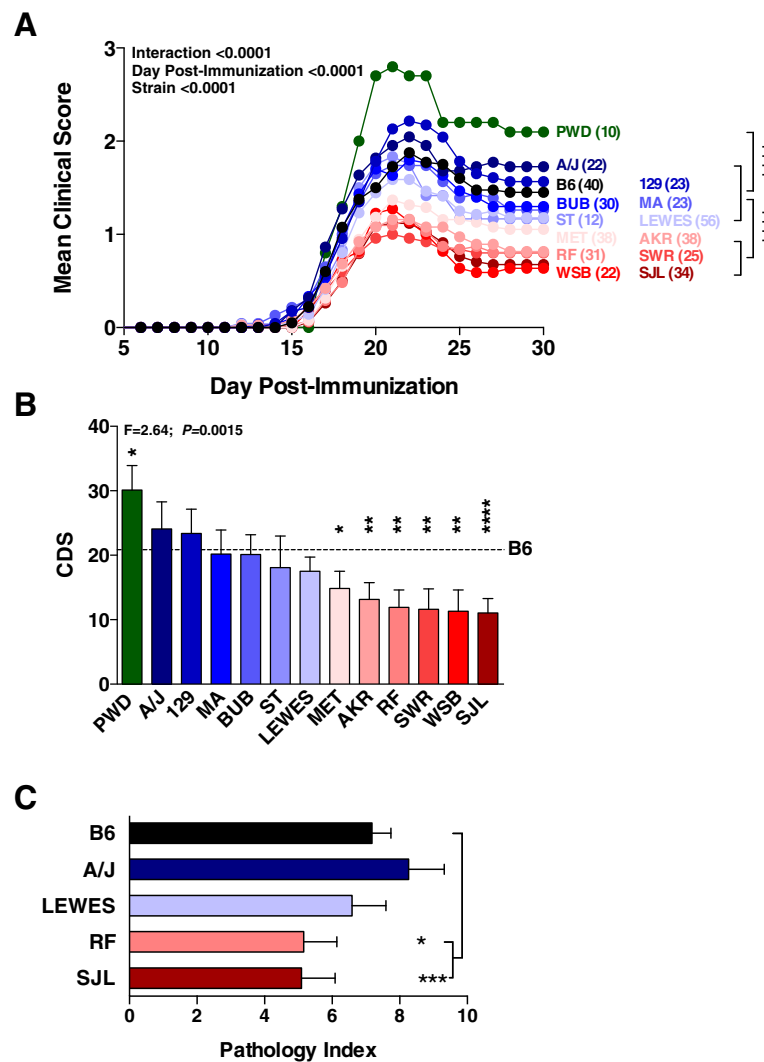 A
Interaction <0.0001
Day Post-Immunization <0.0001
Strain <0.0001
Mean Clinical Score
3
2
1
0
5 10 15 20 25 30
Day Post-Immunization
PWD (10)
A/J (22)
B6 (40) 129 (23)
BUB (30) MA (23)
ST (12) LEWES (56)
MET (38) AKR (38)
RF (31) SWR (25)
WSB (22) SJL (34)
B
F=2.64; P=0.0015
CDS
40
30
20
10
0
* * ** ** ** ** ****
B6
PWD A/J 129 MA BUB ST LEWES MET AKR RF SWR WSB SJL
C
B6
A/J
LEWES
RF *
SJL ***
0 2 4 6 8 10
Pathology Index